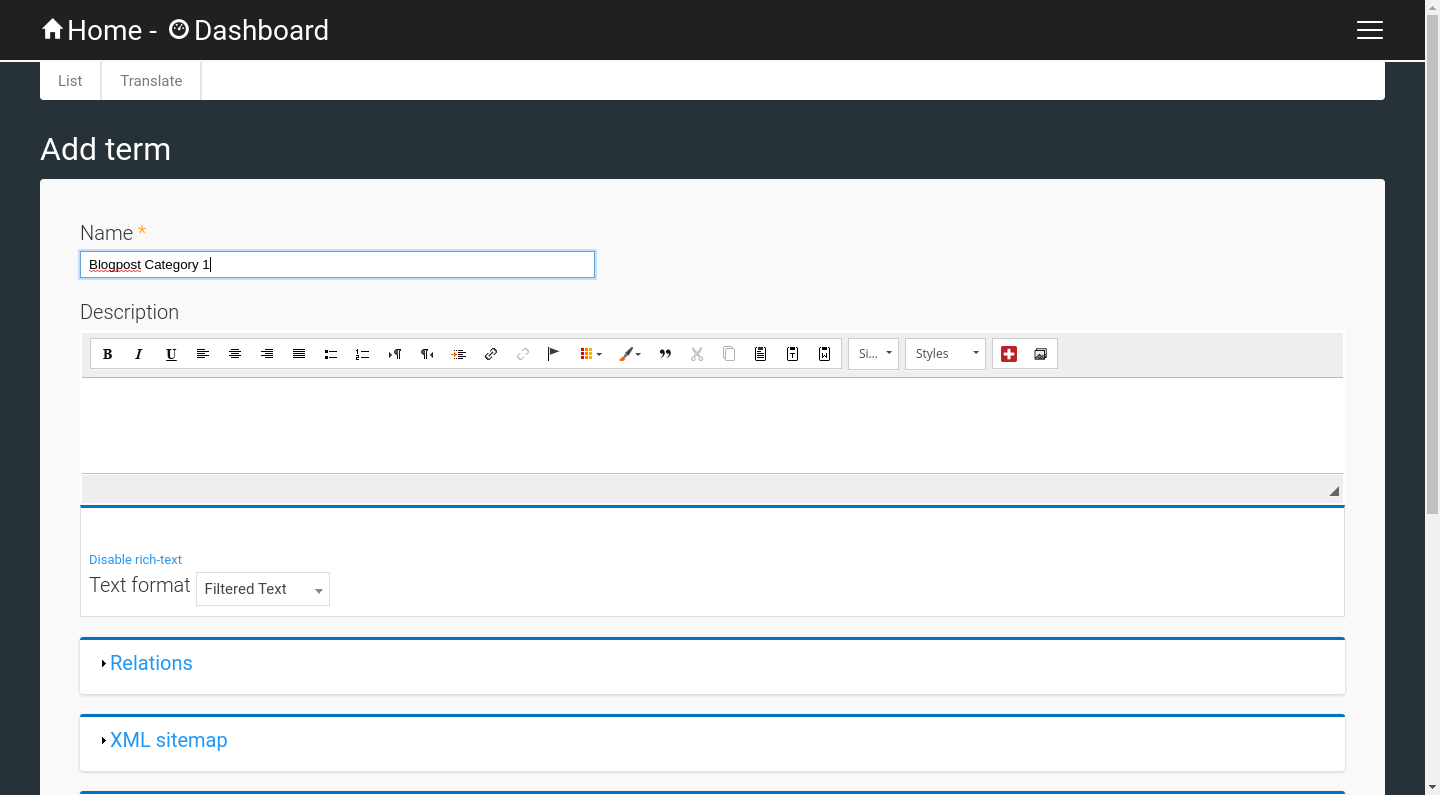 Home - Dashboard
List Translate
Add term
Name *
Blogpost Category 1
Description
B I U Si... Styles
Disable rich-text
Text format Filtered Text
Relations
XML sitemap